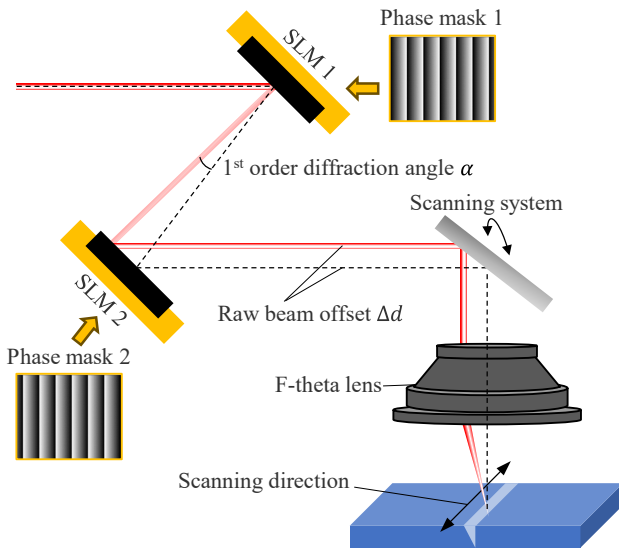 Phase mask 1
SLM 1
1st order diffraction angle α
Scanning system
SLM 2
Raw beam offset Δd
Phase mask 2
F-theta lens
Scanning direction